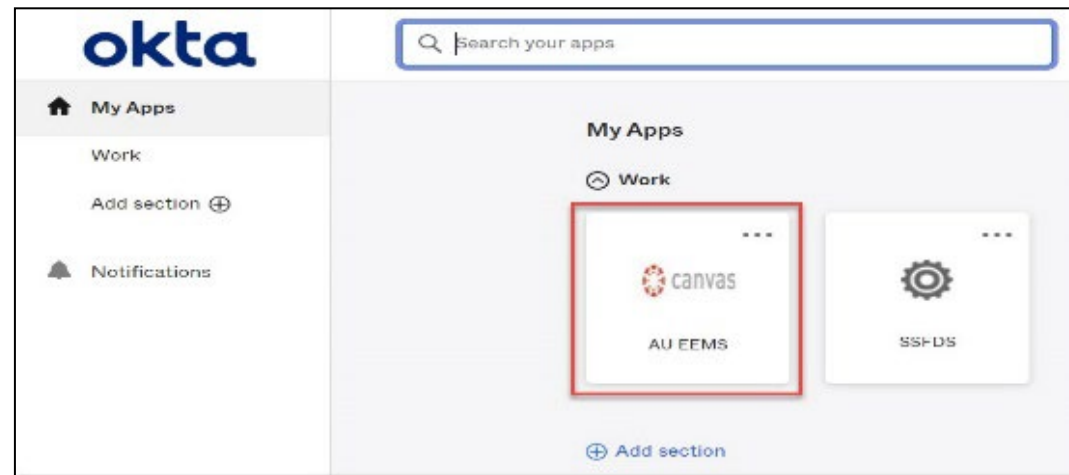 okta
Search your apps
My Apps
Work
Add section
Notifications
My Apps
Work
canvas
AU EEMS
SSFDS
Add section